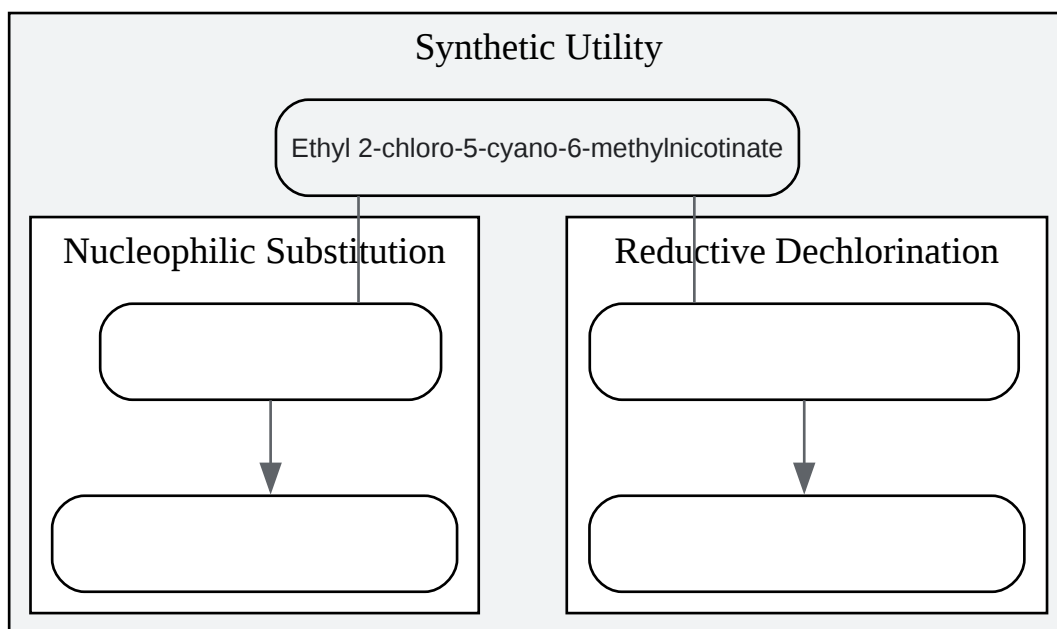 Synthetic Utility
Ethyl 2-chloro-5-cyano-6-methylnicotinate
Nucleophilic Substitution
Reductive Dechlorination